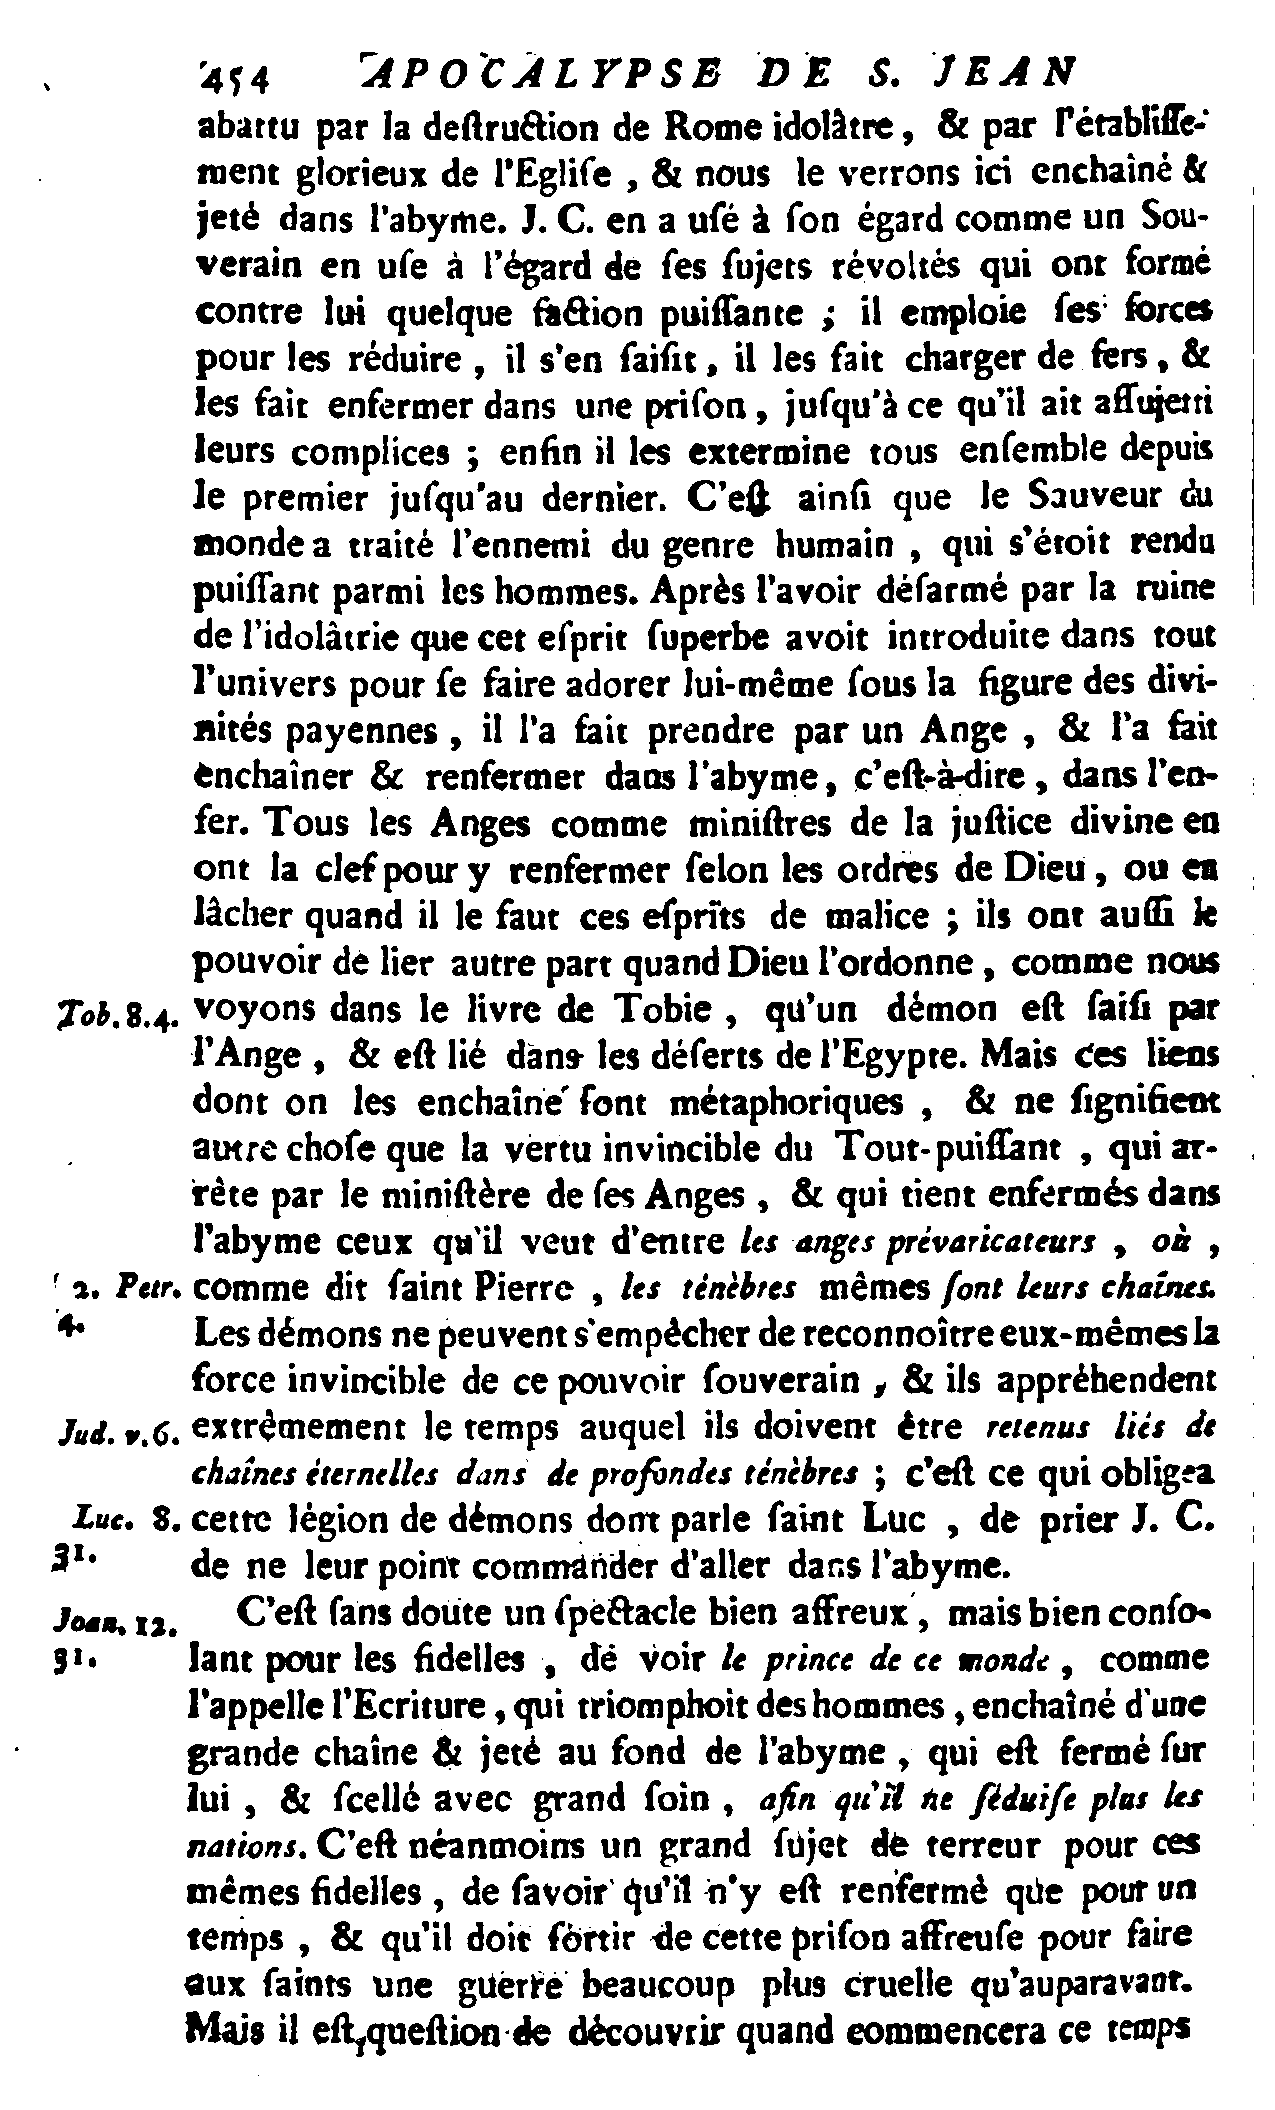 454 APOCALYPSE DE S. JEAN
abattu par la deſtruction de Rome idolâtre, & par l'établiſſe-
ment glorieux de l'Egliſe, & nous le verrons ici enchaîné &
jeté dans l'abyme. J. C. en a uſé à ſon égard comme un Sou-
verain en uſe à l'égard de ſes ſujets révoltés qui ont formé
contre lui quelque faction puiſſante ; il emploie ſes forces
pour les réduire, il s'en ſaiſit, il les fait charger de fers, &
les fait enfermer dans une priſon, juſqu'à ce qu'il ait aſſujetti
leurs complices ; enfin il les extermine tous enſemble depuis
le premier juſqu'au dernier. C'eſt ainſi que le Sauveur du
monde a traité l'ennemi du genre humain, qui s'étoit rendu
puiſſant parmi les hommes. Après l'avoir déſarmé par la ruine
de l'idolâtrie que cet eſprit ſuperbe avoit introduite dans tout
l'univers pour ſe faire adorer lui-même ſous la figure des divi-
nités payennes, il l'a fait prendre par un Ange, & l'a fait
enchaîner & renfermer dans l'abyme, c'eſt-à-dire, dans l'en-
fer. Tous les Anges comme miniſtres de la juſtice divine en
ont la clef pour y renfermer ſelon les ordres de Dieu, ou en
lâcher quand il le faut ces eſprits de malice ; ils ont auſſi le
pouvoir de lier autre part quand Dieu l'ordonne, comme nous
Tob. 8.4. voyons dans le livre de Tobie, qu'un démon eſt ſaiſi par
l'Ange, & eſt lié dans les déſerts de l'Egypte. Mais ces liens
dont on les enchaîne ſont métaphoriques, & ne ſignifient
autre choſe que la vertu invincible du Tout-puiſſant, qui ar-
rête par le miniſtère de ſes Anges, & qui tient enfermés dans
l'abyme ceux qu'il veut d'entre les anges prévaricateurs, où,
2. Petr. comme dit ſaint Pierre, les ténèbres mêmes ſont leurs chaînes.
4. Les démons ne peuvent s'empêcher de reconnoître eux-mêmes la
force invincible de ce pouvoir ſouverain, & ils appréhendent
Jud. v.6. extrêmement le temps auquel ils doivent être retenus liés de
chaînes éternelles dans de profondes ténèbres ; c'eſt ce qui obligea
Luc. 8. cette légion de démons dont parle ſaint Luc, de prier J. C.
31. de ne leur point commander d'aller dans l'abyme.
Joan. 12. C'eſt ſans doute un ſpectacle bien affreux, mais bien conſo-
31. lant pour les fidelles, de voir le prince de ce monde, comme
l'appelle l'Ecriture, qui triomphoit des hommes, enchaîné d'une
grande chaîne & jeté au fond de l'abyme, qui eſt fermé ſur
lui, & ſcellé avec grand ſoin, afin qu'il ne ſéduiſe plus les
nations. C'eſt néanmoins un grand ſujet de terreur pour ces
mêmes fidelles, de ſavoir qu'il n'y eſt renfermé que pour un
temps, & qu'il doit ſortir de cette priſon affreuſe pour faire
aux ſaints une guerre beaucoup plus cruelle qu'auparavant.
Mais il eſt queſtion de découvrir quand commencera ce temps